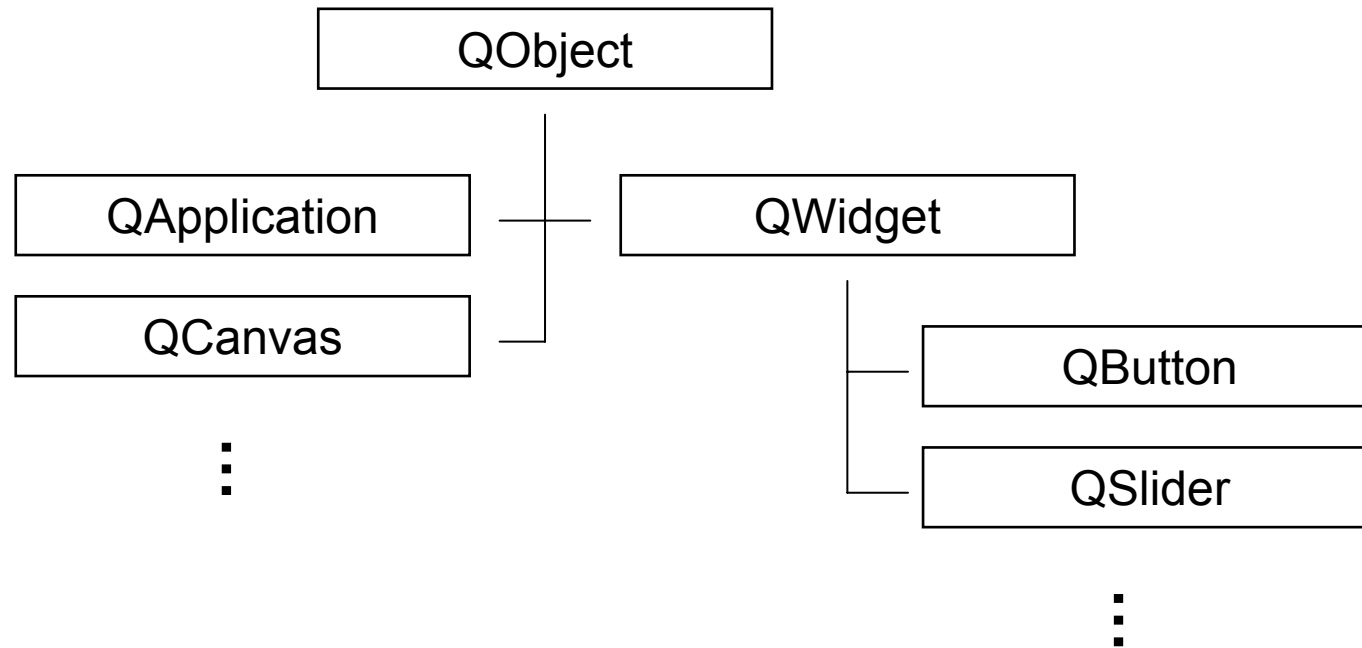 QObject
QApplication
QWidget
QCanvas
QButton
QSlider